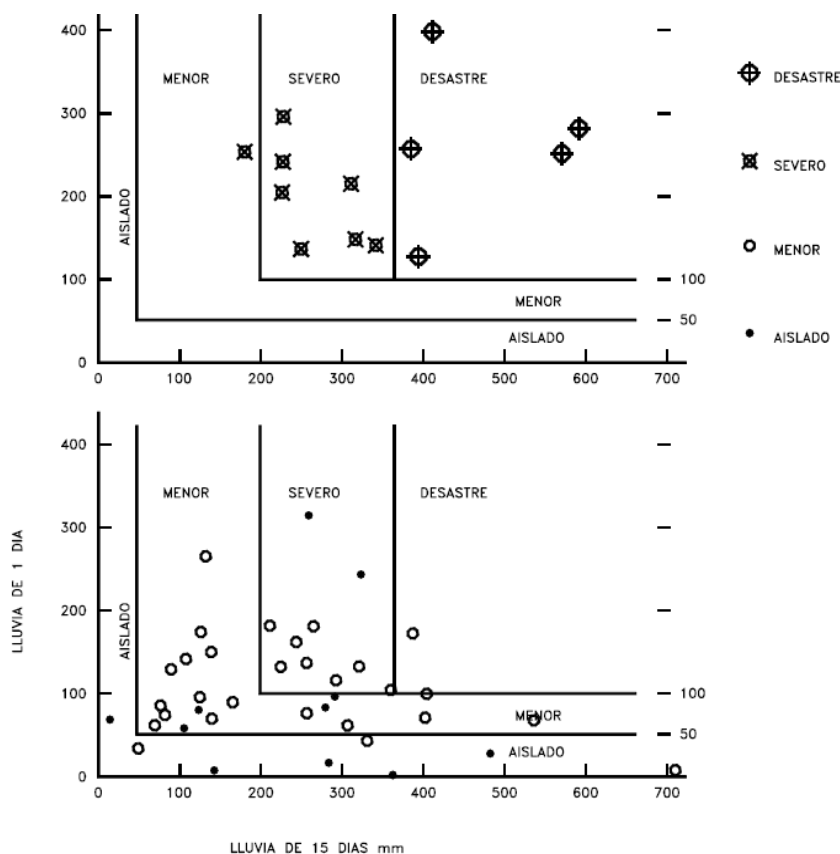 400
MENOR
SEVERO
DESASTRE
DESASTRE
300
SEVERO
200
AISLADO
MENOR
100
100
MENOR
50
AISLADO
AISLADO
0
0 100 200 300 400 500 600 700
400
MENOR
SEVERO
DESASTRE
300
LLUVIA DE 1 DIA
200
AISLADO
100
100
MENOR
50
AISLADO
0
0 100 200 300 400 500 600 700
LLUVIA DE 15 DIAS mm